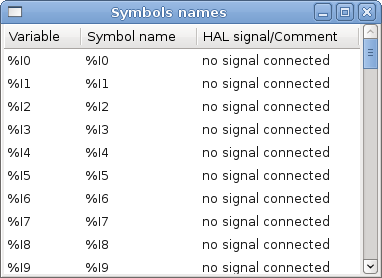 Symbols names
Variable Symbol name HAL signal/Comment
%I0 %I0 no signal connected
%I1 %I1 no signal connected
%I2 %I2 no signal connected
%I3 %I3 no signal connected
%I4 %I4 no signal connected
%I5 %I5 no signal connected
%I6 %I6 no signal connected
%I7 %I7 no signal connected
%I8 %I8 no signal connected
%I9 %I9 no signal connected